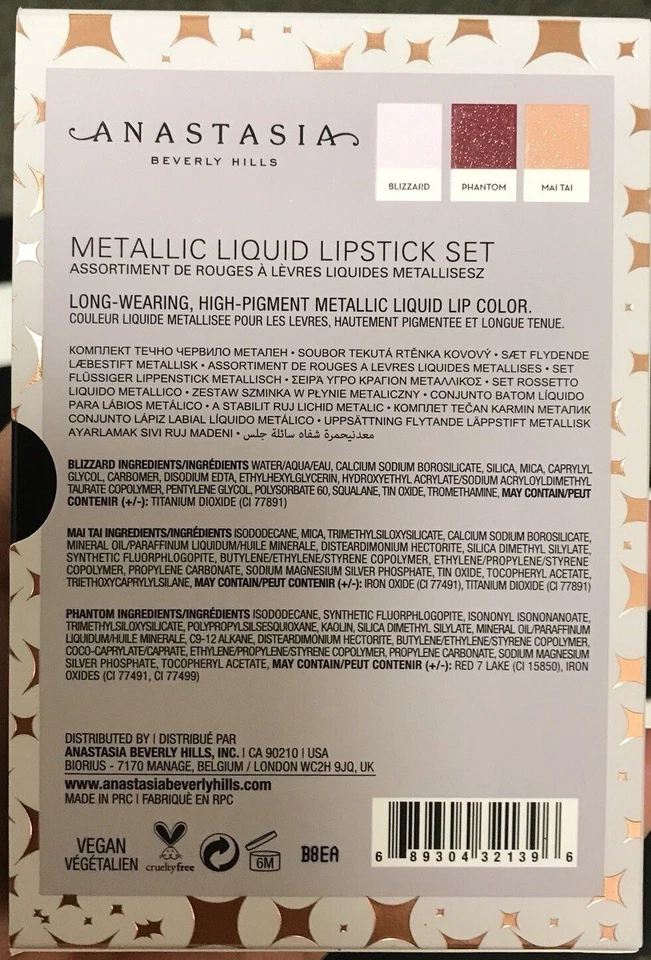 ANASTASIA
BEVERLY HILLS
BLIZZARD
PHANTOM
MAI TAI
METALLIC LIQUID LIPSTICK SET
ASSORTIMENT DE ROUGES À LÈVRES LIQUIDES METALLISESZ
LONG-WEARING, HIGH-PIGMENT METALLIC LIQUID LIP COLOR.
COULEUR LIQUIDE METALLISEE POUR LES LEVRES, HAUTEMENT PIGMENTEE ET LONGUE TENUE.
КОМПЛЕКТ ТЕЧНО ЧЕРВИЛО МЕТАЛЕН • SOUBOR TEKUTÁ RTĚNKA KOVOVÝ • SÆT FLYDENDE
LÆBESTIFT METALLISK • ASSORTIMENT DE ROUGES A LEVRES LIQUIDES METALLISES • SET
FLÜSSIGER LIPPENSTICK METALLISCH • ΣΕΙΡΑ ΥΓΡΟ ΚΡΑΓΙΟΝ ΜΕΤΑΛΛΙΚΟΣ • SET ROSSETTO
LIQUIDO METALLICO • ZESTAW SZMINKA W PŁYNIE METALICZNY • CONJUNTO BATOM LÍQUIDO
PARA LÁBIOS METÁLICO • A STABILIT RUJ LICHID METALIC • КОМПЛЕТ TEČAN KARMIN МЕТАЛИК
CONJUNTO LÁPIZ LABIAL LÍQUIDO METÁLICO • UPPSÄTTNING FLYTANDE LÄPPSTIFT METALLISK
AYARLAMAK SIVI RUJ MADENI • معدنيحمرة شفاه سائلة جلس
BLIZZARD INGREDIENTS/INGRÉDIENTS WATER/AQUA/EAU, CALCIUM SODIUM BOROSILICATE, SILICA, MICA, CAPRYLYL
GLYCOL, CARBOMER, DISODIUM EDTA, ETHYLHEXYLGLYCERIN, HYDROXYETHYL ACRYLATE/SODIUM ACRYLOYLDIMETHYL
TAURATE COPOLYMER, PENTYLENE GLYCOL, POLYSORBATE 60, SQUALANE, TIN OXIDE, TROMETHAMINE, MAY CONTAIN/PEUT
CONTENIR (+/-): TITANIUM DIOXIDE (CI 77891)
MAI TAI INGREDIENTS/INGRÉDIENTS ISODODECANE, MICA, TRIMETHYLSILOXYSILICATE, CALCIUM SODIUM BOROSILICATE,
MINERAL OIL/PARAFFINUM LIQUIDUM/HUILE MINERALE, DISTEARDIMONIUM HECTORITE, SILICA DIMETHYL SILYLATE,
SYNTHETIC FLUORPHLOGOPITE, BUTYLENE/ETHYLENE/STYRENE COPOLYMER, ETHYLENE/PROPYLENE/STYRENE
COPOLYMER, PROPYLENE CARBONATE, SODIUM MAGNESIUM SILVER PHOSPHATE, TIN OXIDE, TOCOPHERYL ACETATE,
TRIETHOXYCAPRYLYLSILANE, MAY CONTAIN/PEUT CONTENIR (+/-): IRON OXIDE (CI 77491), TITANIUM DIOXIDE (CI 77891)
PHANTOM INGREDIENTS/INGRÉDIENTS ISODODECANE, SYNTHETIC FLUORPHLOGOPITE, ISONONYL ISONONANOATE,
TRIMETHYLSILOXYSILICATE, POLYPROPYLSILSESQUIOXANE, KAOLIN, SILICA DIMETHYL SILYLATE, MINERAL OIL/PARAFFINUM
LIQUIDUM/HUILE MINERALE, C9-12 ALKANE, DISTEARDIMONIUM HECTORITE, BUTYLENE/ETHYLENE/STYRENE COPOLYMER,
COCO-CAPRYLATE/CAPRATE, ETHYLENE/PROPYLENE/STYRENE COPOLYMER, PROPYLENE CARBONATE, SODIUM MAGNESIUM
SILVER PHOSPHATE, TOCOPHERYL ACETATE, MAY CONTAIN/PEUT CONTENIR (+/-): RED 7 LAKE (CI 15850), IRON
OXIDES (CI 77491, CI 77499)
DISTRIBUTED BY | DISTRIBUÉ PAR
ANASTASIA BEVERLY HILLS, INC. | CA 90210 | USA
BIORIUS - 7170 MANAGE, BELGIUM / LONDON WC2H 9JQ, UK
www.anastasiabeverlyhills.com
MADE IN PRC | FABRIQUÉ EN RPC
VEGAN
VÉGÉTALIEN
crueltyfree
6M
B8EA
6 89304 32139 6